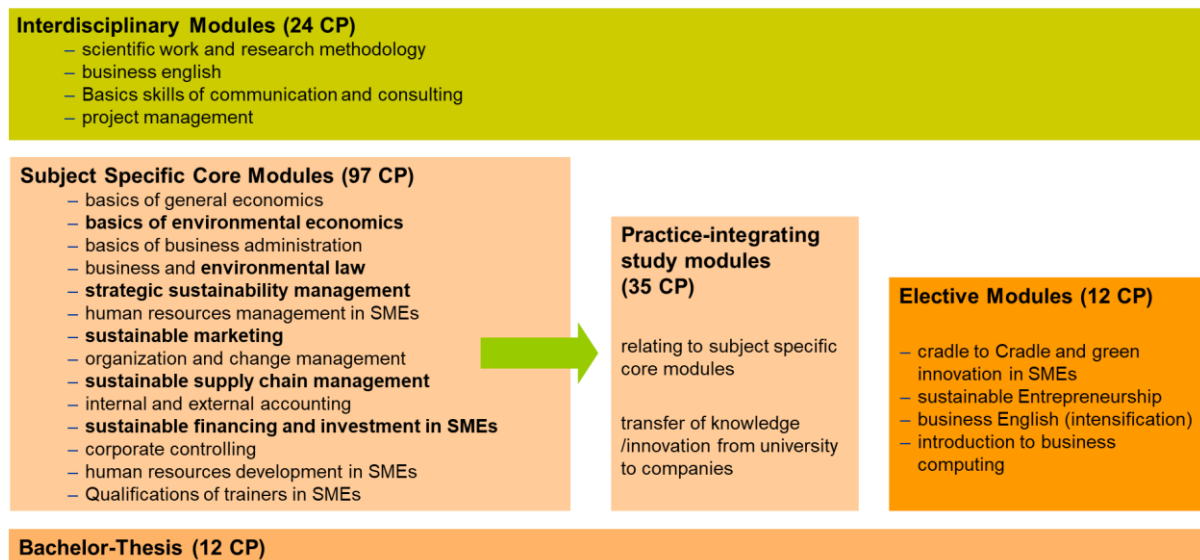 Interdisciplinary Modules (24 CP)
– scientific work and research methodology
– business english
– Basics skills of communication and consulting
– project management
Subject Specific Core Modules (97 CP)
– basics of general economics
– basics of environmental economics
– basics of business administration
– business and environmental law
– strategic sustainability management
– human resources management in SMEs
– sustainable marketing
– organization and change management
– sustainable supply chain management
– internal and external accounting
– sustainable financing and investment in SMEs
– corporate controlling
– human resources development in SMEs
– Qualifications of trainers in SMEs
Practice-integrating
study modules
(35 CP)
relating to subject specific
core modules
transfer of knowledge
/innovation from university
to companies
Elective Modules (12 CP)
– cradle to Cradle and green
innovation in SMEs
– sustainable Entrepreneurship
– business English (intensification)
– introduction to business
computing
Bachelor-Thesis (12 CP)